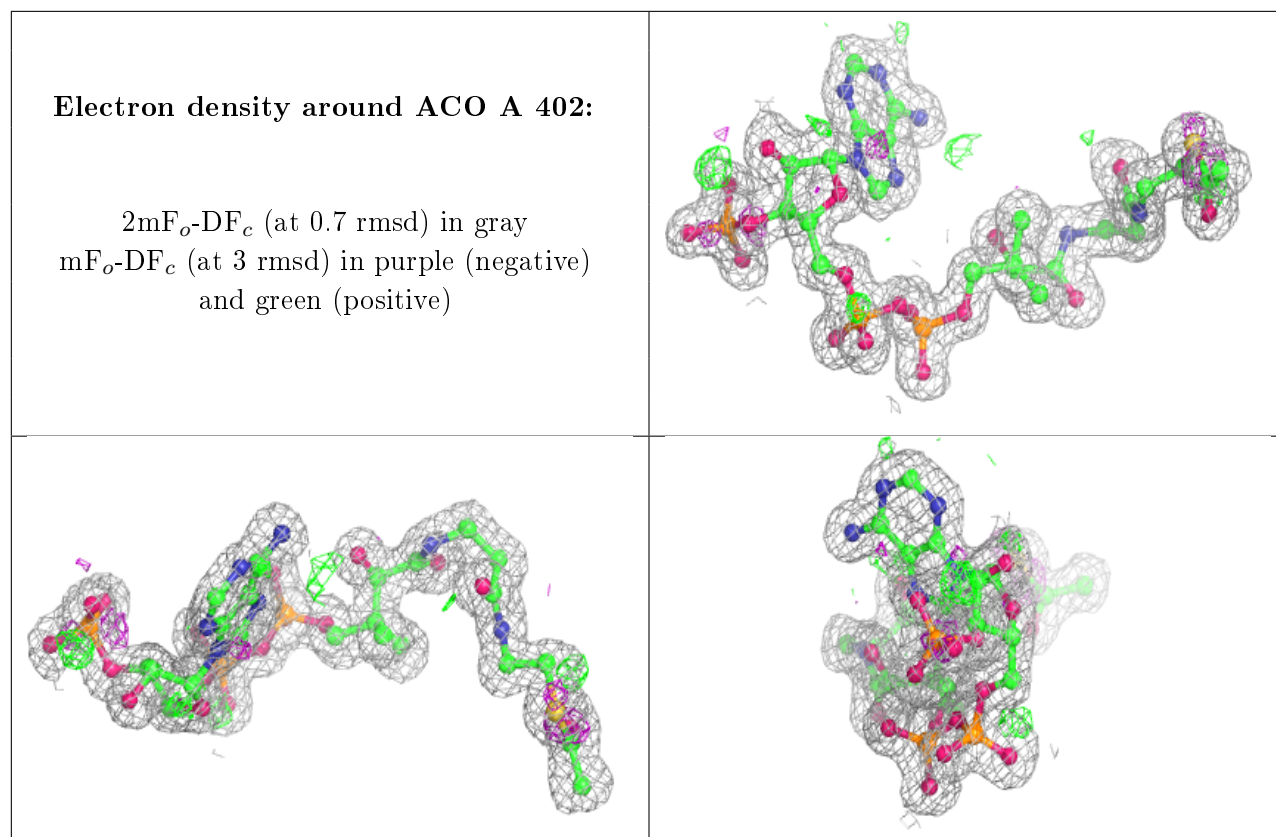 Electron density around ACO A 402:
2mFo-DFc (at 0.7 rmsd) in gray
mFo-DFc (at 3 rmsd) in purple (negative)
and green (positive)